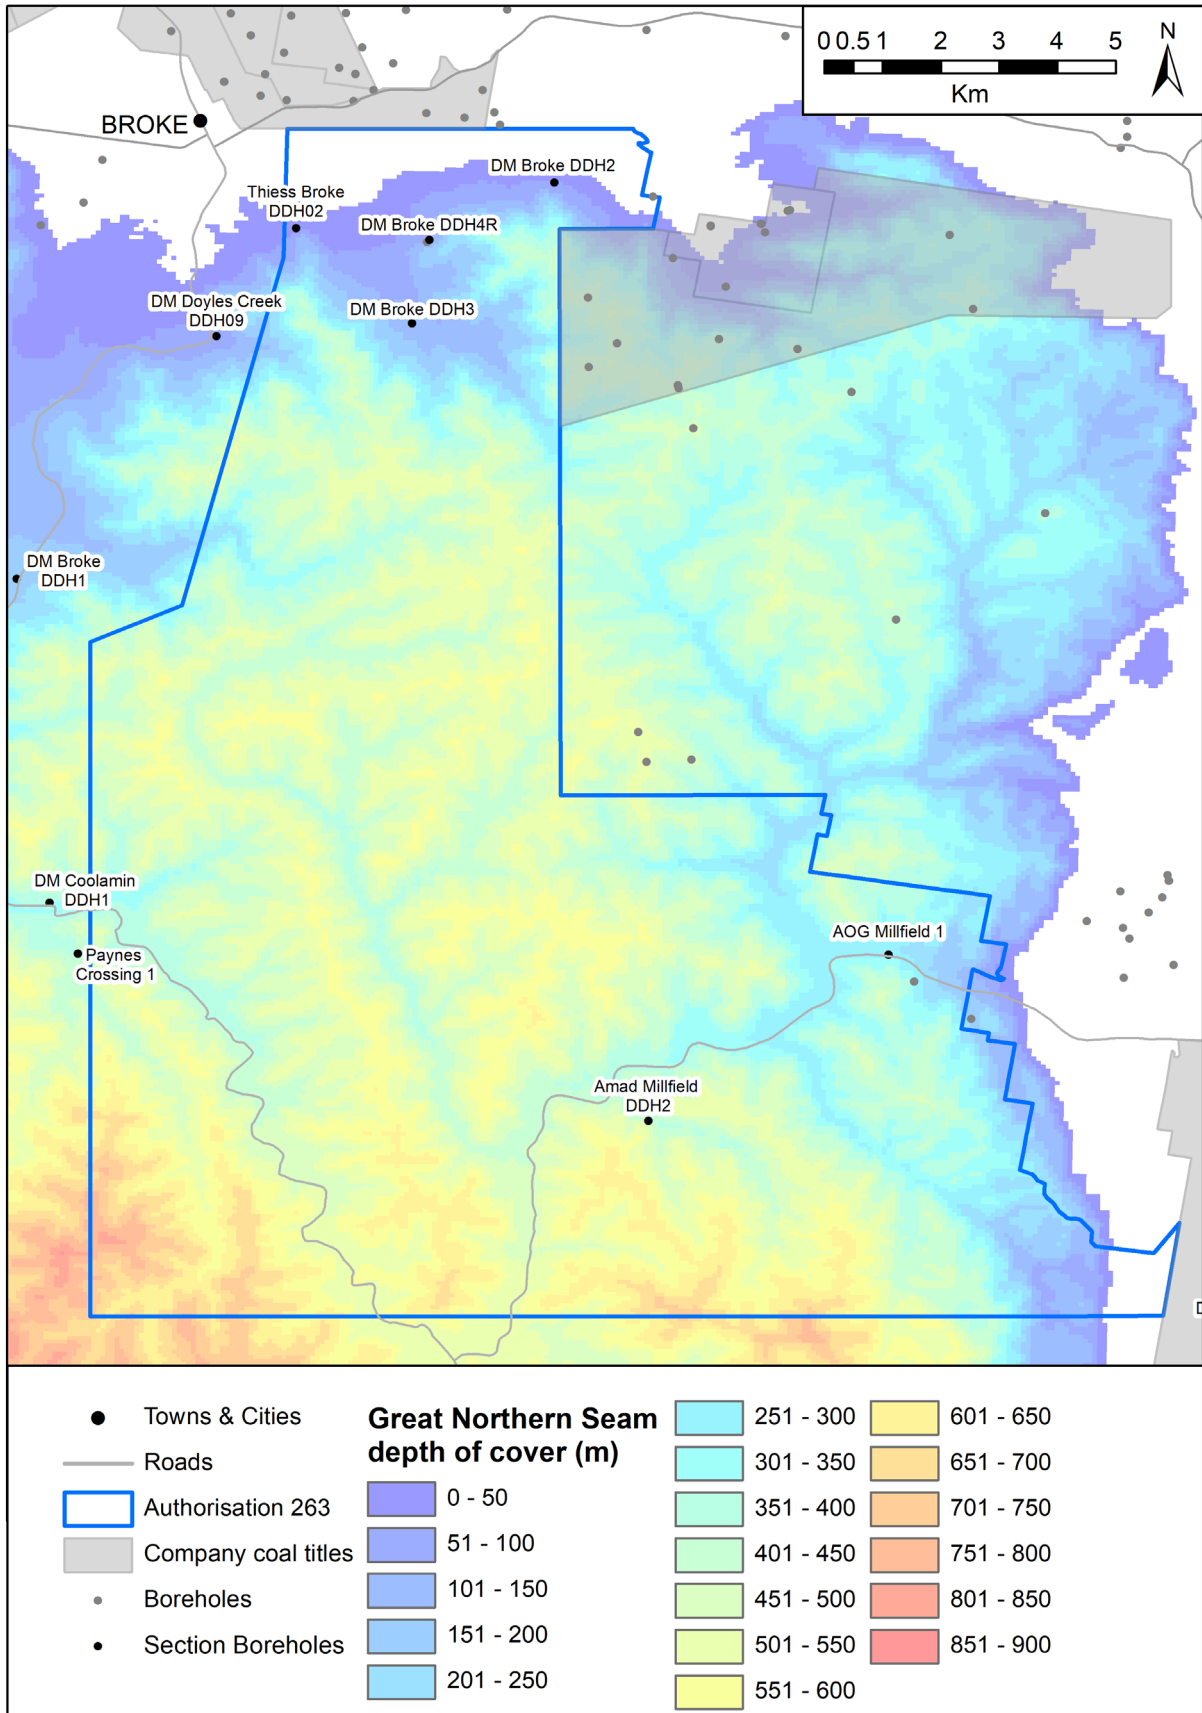 0 0.5 1 2 3 4 5
Km
N
BROKE
DM Broke DDH2
Thiess Broke
DDH02
DM Broke DDH4R
DM Doyles Creek
DDH09
DM Broke DDH3
DM Broke
DDH1
DM Coolamin
DDH1
Paynes
Crossing 1
AOG Millfield 1
Amad Millfield
DDH2
D
Towns & Cities
Roads
Authorisation 263
Company coal titles
Boreholes
Section Boreholes
Great Northern Seam
depth of cover (m)
0 - 50
51 - 100
101 - 150
151 - 200
201 - 250
251 - 300
301 - 350
351 - 400
401 - 450
451 - 500
501 - 550
551 - 600
601 - 650
651 - 700
701 - 750
751 - 800
801 - 850
851 - 900